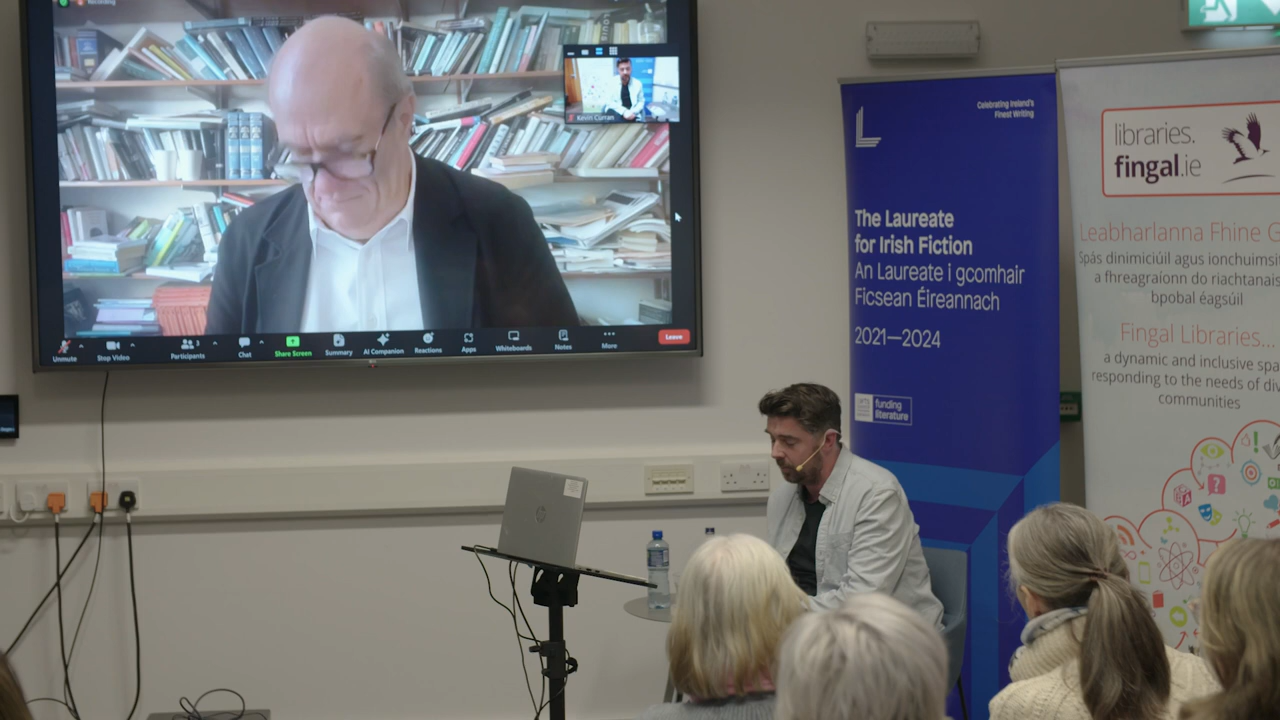 Recording
Kevin Curran
Unmute
Stop Video
Participants
3
Chat
Share Screen
Summary
AI Companion
Reactions
Apps
Whiteboards
Notes
More
Leave
Celebrating Ireland's
Finest Writing
The Laureate
for Irish Fiction
An Laureate i gcomhair
Ficsean Éireannach
2021—2024
funding
literature
libraries.
fingal.ie
Leabharlanna Fhine G
Spás dinimiciúil agus ionchuimsit
a fhreagraíonn do riachtanais
bpobal éagsúil
Fingal Libraries...
a dynamic and inclusive spa
responding to the needs of div
communities
hp